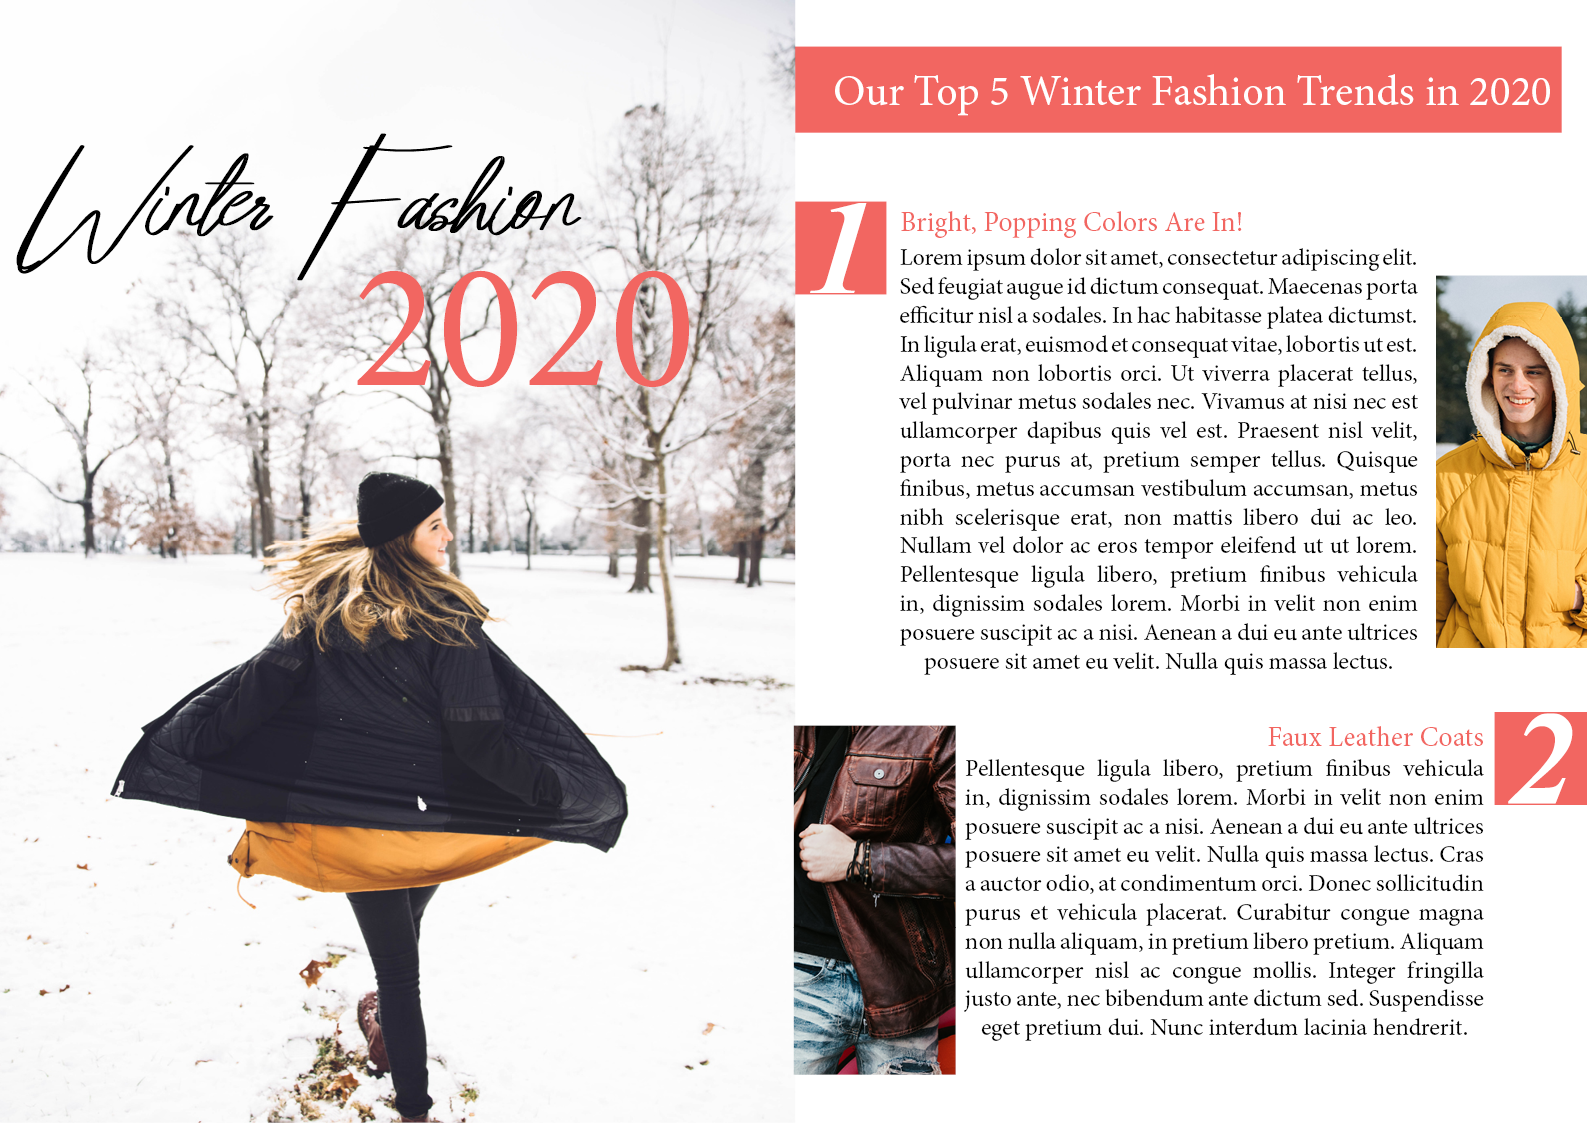 Winter Fashion
2020
Our Top 5 Winter Fashion Trends in 2020
1
Bright, Popping Colors Are In!
Lorem ipsum dolor sit amet, consectetur adipiscing elit.
Sed feugiat augue id dictum consequat. Maecenas porta
efficitur nisl a sodales. In hac habitasse platea dictumst.
In ligula erat, euismod et consequat vitae, lobortis ut est.
Aliquam non lobortis orci. Ut viverra placerat tellus,
vel pulvinar metus sodales nec. Vivamus at nisi nec est
ullamcorper dapibus quis vel est. Praesent nisl velit,
porta nec purus at, pretium semper tellus. Quisque
finibus, metus accumsan vestibulum accumsan, metus
nibh scelerisque erat, non mattis libero dui ac leo.
Nullam vel dolor ac eros tempor eleifend ut ut lorem.
Pellentesque ligula libero, pretium finibus vehicula
in, dignissim sodales lorem. Morbi in velit non enim
posuere suscipit ac a nisi. Aenean a dui eu ante ultrices
posuere sit amet eu velit. Nulla quis massa lectus.
2
Faux Leather Coats
Pellentesque ligula libero, pretium finibus vehicula
in, dignissim sodales lorem. Morbi in velit non enim
posuere suscipit ac a nisi. Aenean a dui eu ante ultrices
posuere sit amet eu velit. Nulla quis massa lectus. Cras
a auctor odio, at condimentum orci. Donec sollicitudin
purus et vehicula placerat. Curabitur congue magna
non nulla aliquam, in pretium libero pretium. Aliquam
ullamcorper nisl ac congue mollis. Integer fringilla
justo ante, nec bibendum ante dictum sed. Suspendisse
eget pretium dui. Nunc interdum lacinia hendrerit.